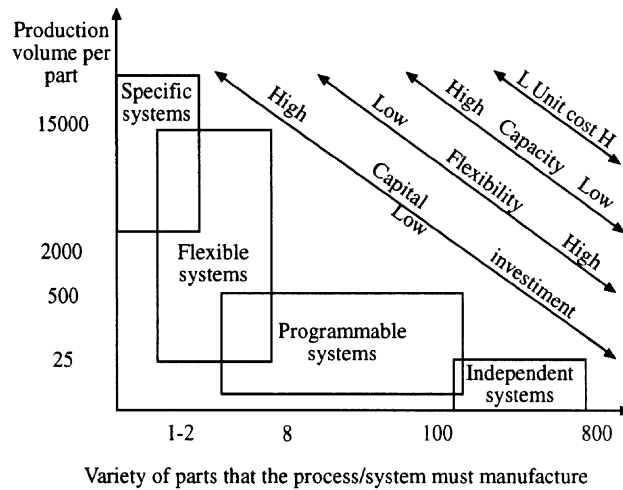 Production
volume per
part
Specific
systems
15000
2000
500
25
Flexible
systems
Programmable
systems
Independent
systems
High
Capital
Low
investiment
Low
Flexibility
High
High
Capacity
Low
L Unit cost H
1-2
8
100
800
Variety of parts that the process/system must manufacture